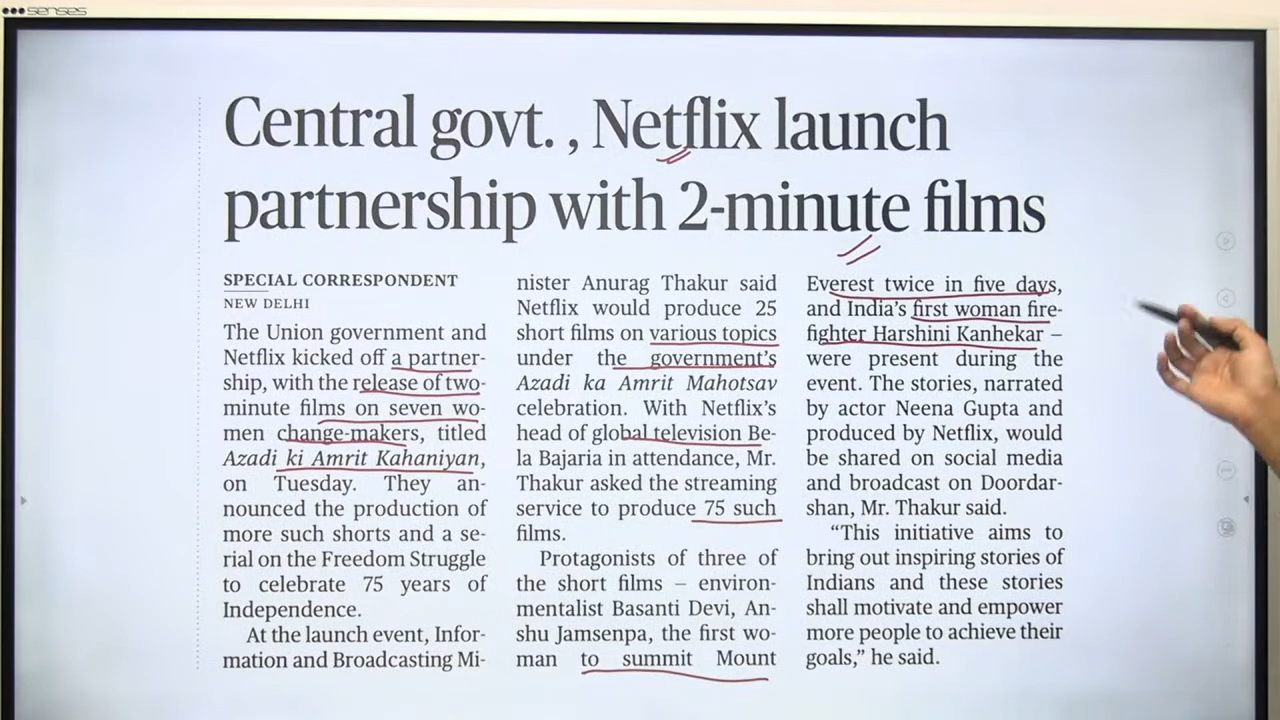 senses
Central govt. , Netflix launch
partnership with 2-minute films
SPECIAL CORRESPONDENT
NEW DELHI
The Union government and
Netflix kicked off a partner-
ship, with the release of two-
minute films on seven wo-
men change-makers, titled
Azadi ki Amrit Kahaniyan,
on Tuesday. They an-
nounced the production of
more such shorts and a se-
rial on the Freedom Struggle
to celebrate 75 years of
Independence.
At the launch event, Infor-
mation and Broadcasting Mi-
nister Anurag Thakur said
Netflix would produce 25
short films on various topics
under the government's
Azadi ka Amrit Mahotsav
celebration. With Netflix's
head of global television Be-
la Bajaria in attendance, Mr.
Thakur asked the streaming
service to produce 75 such
films.
Protagonists of three of
the short films – environ-
mentalist Basanti Devi, An-
shu Jamsenpa, the first wo-
man to summit Mount
Everest twice in five days,
and India's first woman fire-
fighter Harshini Kanhekar –
were present during the
event. The stories, narrated
by actor Neena Gupta and
produced by Netflix, would
be shared on social media
and broadcast on Doordar-
shan, Mr. Thakur said.
“This initiative aims to
bring out inspiring stories of
Indians and these stories
shall motivate and empower
more people to achieve their
goals,” he said.